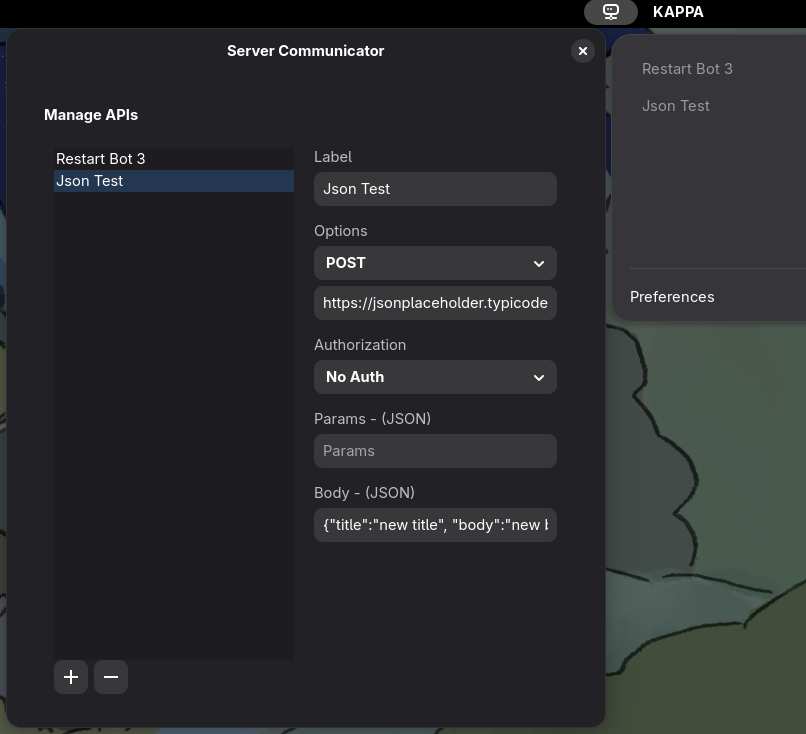 KAPPA
Server Communicator
Manage APIs
Restart Bot 3
Json Test
Label
Json Test
Options
POST
https://jsonplaceholder.typicode
Authorization
No Auth
Params - (JSON)
Params
Body - (JSON)
{"title":"new title", "body":"new b
Restart Bot 3
Json Test
Preferences